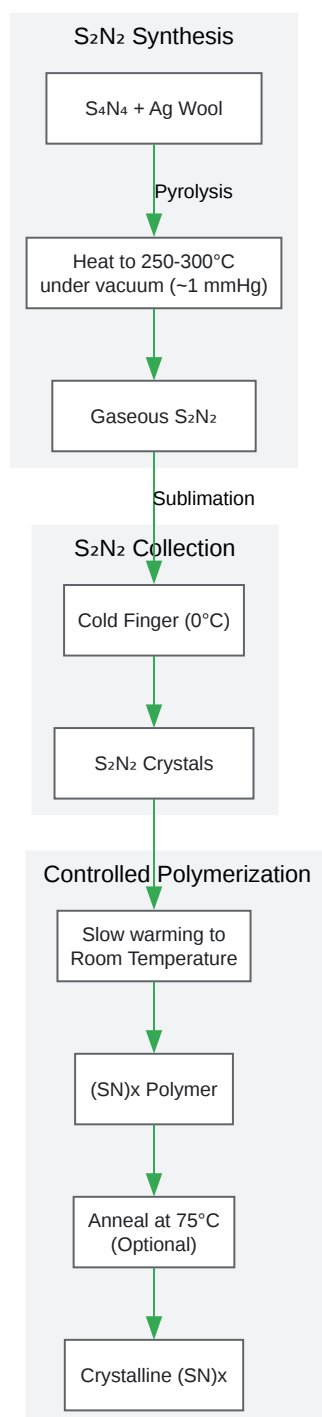 S₂N₂ Synthesis
S₄N₄ + Ag Wool
Pyrolysis
Heat to 250-300°C
under vacuum (~1 mmHg)
Gaseous S₂N₂
Sublimation
S₂N₂ Collection
Cold Finger (0°C)
S₂N₂ Crystals
Controlled Polymerization
Slow warming to
Room Temperature
(SN)x Polymer
Anneal at 75°C
(Optional)
Crystalline (SN)x